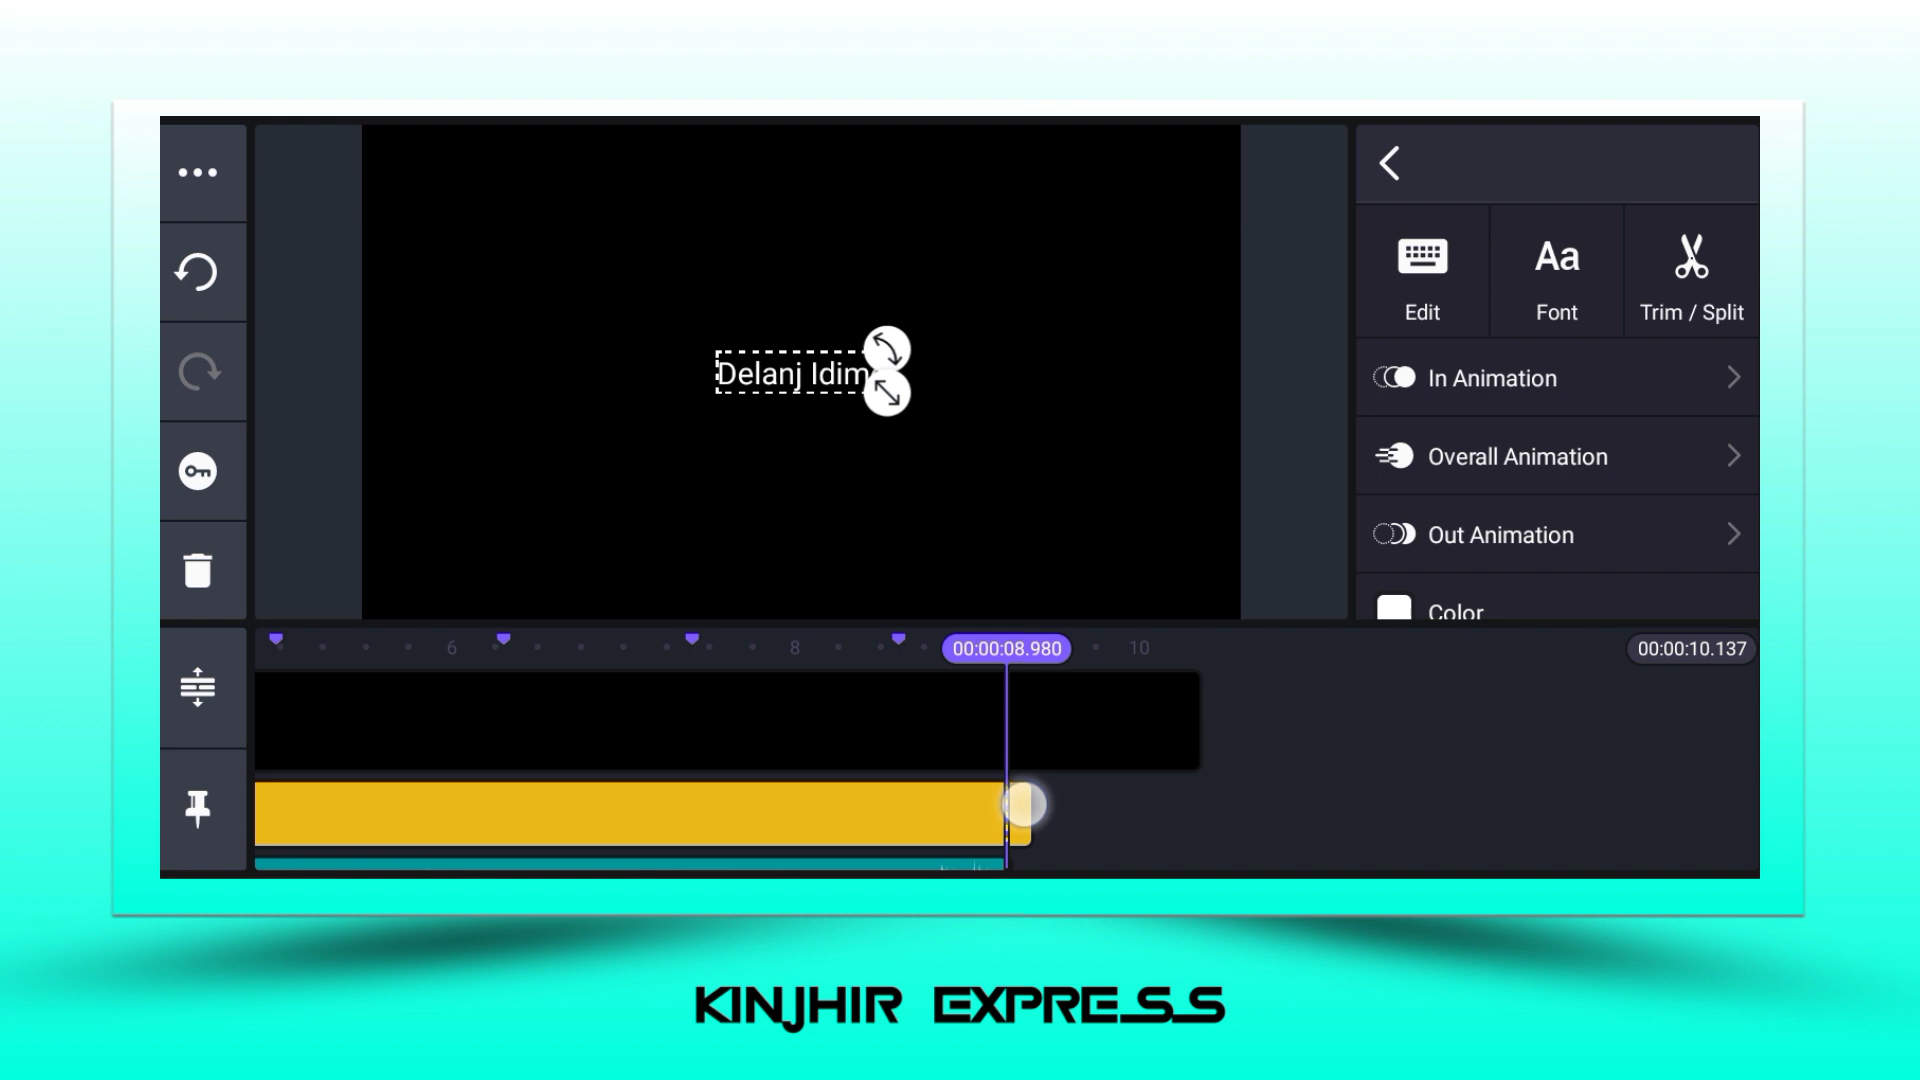 Edit
Font
Aa
Trim / Split
In Animation
Overall Animation
Out Animation
Color
Delanj Idim
6
8
00:00:08.980
10
00:00:10.137
KINJHIR EXPRESS